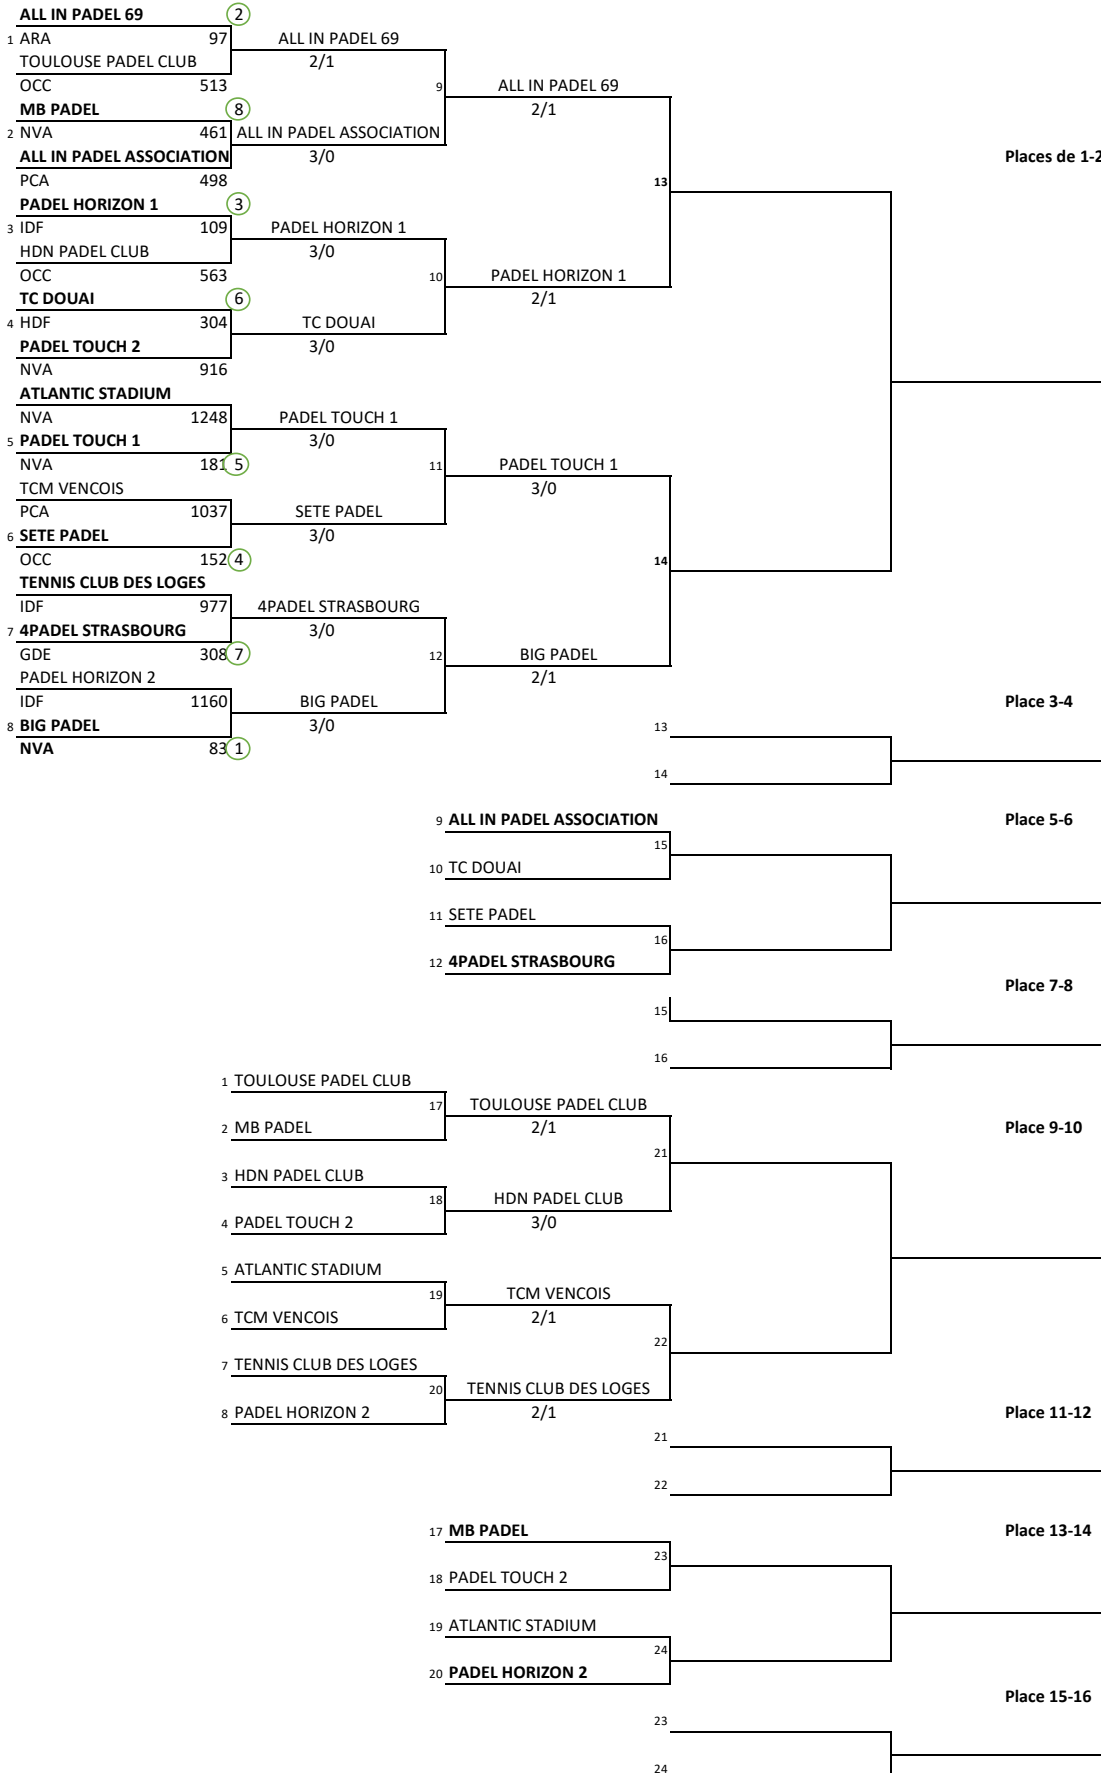 ALL IN PADEL 69 2
1 ARA 97 ALL IN PADEL 69
TOULOUSE PADEL CLUB 2/1
OCC 513 9 ALL IN PADEL 69
MB PADEL 8 2/1
2 NVA 461 ALL IN PADEL ASSOCIATION
ALL IN PADEL ASSOCIATION 3/0 Places de 1-2
PCA 498 13
PADEL HORIZON 1 3
3 IDF 109 PADEL HORIZON 1
HDN PADEL CLUB 3/0
OCC 563 10 PADEL HORIZON 1
TC DOUAI 6 2/1
4 HDF 304 TC DOUAI
PADEL TOUCH 2 3/0
NVA 916
ATLANTIC STADIUM
NVA 1248 PADEL TOUCH 1
5 PADEL TOUCH 1 3/0
NVA 181 5 11 PADEL TOUCH 1
TCM VENCOIS 3/0
PCA 1037 SETE PADEL
6 SETE PADEL 3/0
OCC 152 4 14
TENNIS CLUB DES LOGES
IDF 977 4PADEL STRASBOURG
7 4PADEL STRASBOURG 3/0
GDE 308 7 12 BIG PADEL
PADEL HORIZON 2 2/1
IDF 1160 BIG PADEL Place 3-4
8 BIG PADEL 3/0 13
NVA 83 1
14
9 ALL IN PADEL ASSOCIATION Place 5-6
15
10 TC DOUAI
11 SETE PADEL
16
12 4PADEL STRASBOURG
Place 7-8
15
16
1 TOULOUSE PADEL CLUB
17 TOULOUSE PADEL CLUB
2 MB PADEL 2/1 Place 9-10
21
3 HDN PADEL CLUB
18 HDN PADEL CLUB
4 PADEL TOUCH 2 3/0
5 ATLANTIC STADIUM
19 TCM VENCOIS
6 TCM VENCOIS 2/1
22
7 TENNIS CLUB DES LOGES
20 TENNIS CLUB DES LOGES
8 PADEL HORIZON 2 2/1 Place 11-12
21
22
17 MB PADEL Place 13-14
23
18 PADEL TOUCH 2
19 ATLANTIC STADIUM
24
20 PADEL HORIZON 2
Place 15-16
23
24